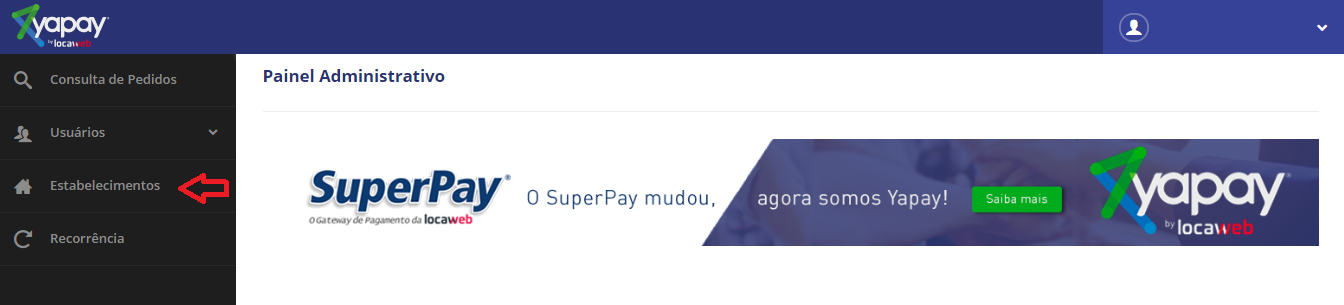 yapay
by locaweb
Consulta de Pedidos
Usuários
Estabelecimentos
Recorrência
Painel Administrativo
SuperPay®
O Gateway de Pagamento da locaweb
O SuperPay mudou, agora somos Yapay!
Saiba mais
yapay®
by locaweb